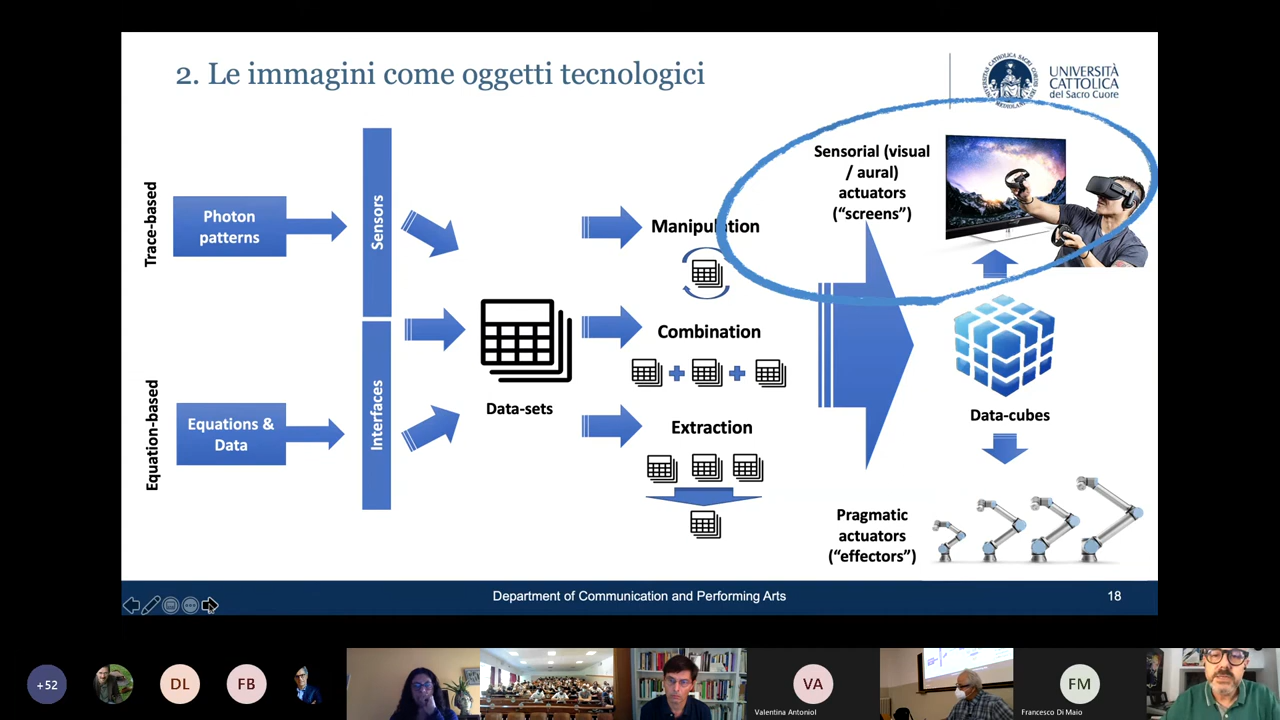 2. Le immagini come oggetti tecnologici
UNIVERSITÀ
CATTOLICA
del Sacro Cuore
Trace-based
Photon
patterns
Sensors
Manipulation
Sensorial (visual
/ aural)
actuators
("screens")
Equation-based
Equations &
Data
Interfaces
Data-sets
Combination
Extraction
Data-cubes
Pragmatic
actuators
("effectors")
Department of Communication and Performing Arts
18
+52
DL
FB
VA
Valentina Antoniol
FM
Francesco Di Maio